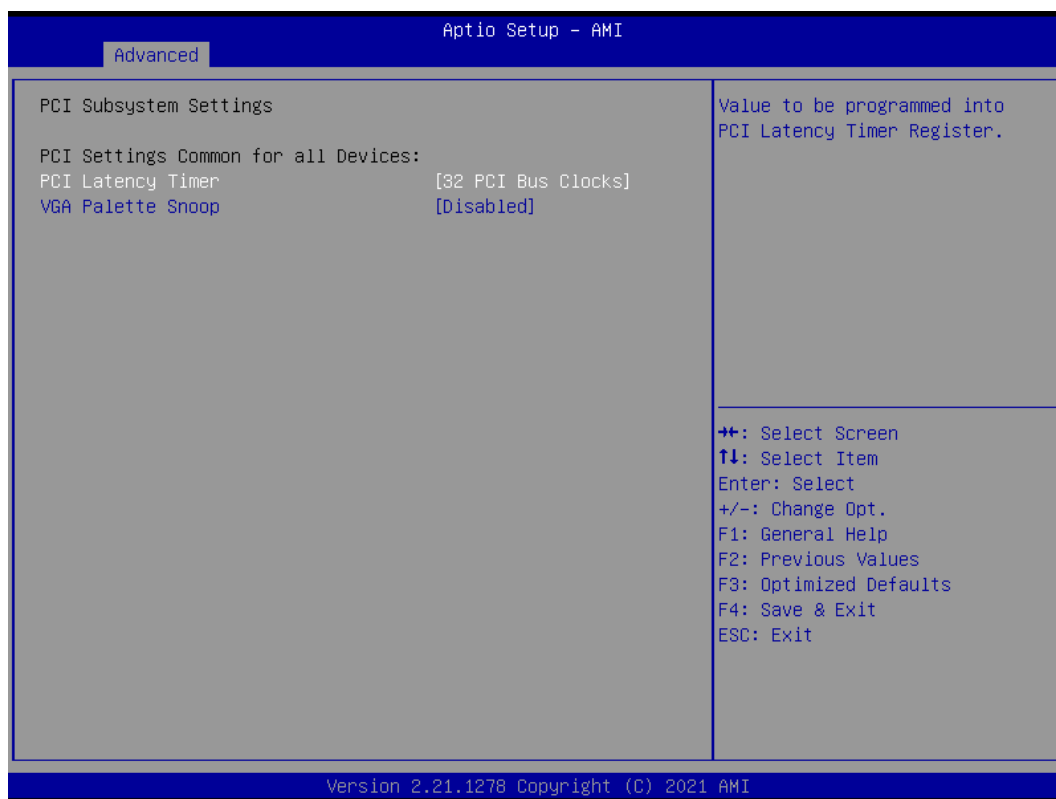 Aptio Setup – AMI
Advanced
PCI Subsystem Settings
PCI Settings Common for all Devices:
PCI Latency Timer [32 PCI Bus Clocks]
VGA Palette Snoop [Disabled]
Value to be programmed into
PCI Latency Timer Register.
→←: Select Screen
↑↓: Select Item
Enter: Select
+/-: Change Opt.
F1: General Help
F2: Previous Values
F3: Optimized Defaults
F4: Save & Exit
ESC: Exit
Version 2.21.1278 Copyright (C) 2021 AMI